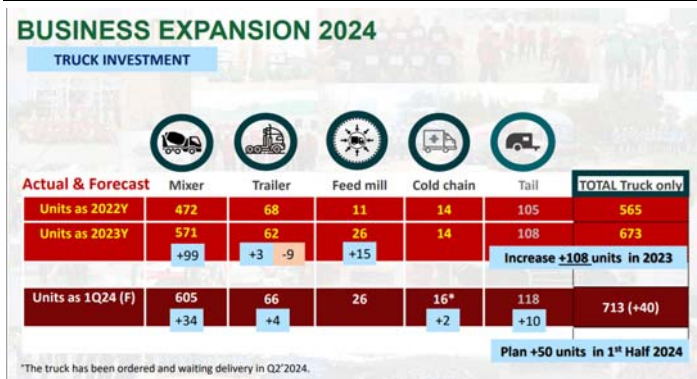 BUSINESS EXPANSION 2024
TRUCK INVESTMENT
Actual & Forecast Mixer Trailer Feed mill Cold chain Tail TOTAL Truck only
Units as 2022Y 472 68 11 14 105 565
Units as 2023Y 571 62 26 14 108 673
+99 +3 -9 +15 Increase +108 units in 2023
Units as 1Q24 (F) 605 66 26 16* 118 713 (+40)
+34 +4 +2 +10
Plan +50 units in 1st Half 2024
*The truck has been ordered and waiting delivery in Q2'2024.